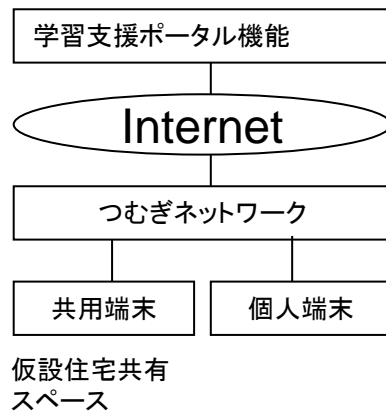 学習支援ポータル機能
Internet
つむぎネットワーク
共用端末
個人端末
仮設住宅共有
スペース